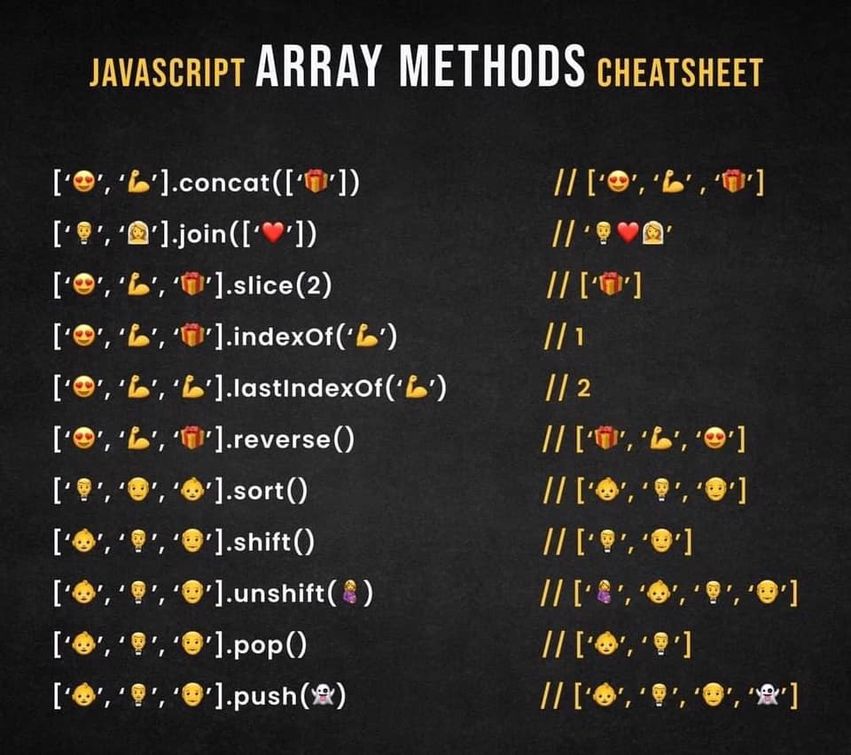 JAVASCRIPT ARRAY METHODS CHEATSHEET
[‘😍’, ‘💪’].concat([‘🎁’]) // [‘😍’, ‘💪’ , ‘🎁’]
[‘👨’, ‘👰’].join([‘❤️’]) // ‘👨❤️👰’
[‘😍’, ‘💪’, ‘🎁’].slice(2) // [‘🎁’]
[‘😍’, ‘💪’, ‘🎁’].indexOf(‘💪’) // 1
[‘😍’, ‘💪’, ‘💪’].lastIndexOf(‘💪’) // 2
[‘😍’, ‘💪’, ‘🎁’].reverse() // [‘🎁’, ‘💪’, ‘😍’]
[‘👨’, ‘👴’, ‘👶’].sort() // [‘👶’, ‘👨’, ‘👴’]
[‘👶’, ‘👨’, ‘👴’].shift() // [‘👨’, ‘👴’]
[‘👶’, ‘👨’, ‘👴’].unshift(🤰) // [‘🤰’, ‘👶’, ‘👨’, ‘👴’]
[‘👶’, ‘👨’, ‘👴’].pop() // [‘👶’, ‘👨’]
[‘👶’, ‘👨’, ‘👴’].push(👻) // [‘👶’, ‘👨’, ‘👴’, ‘👻’]